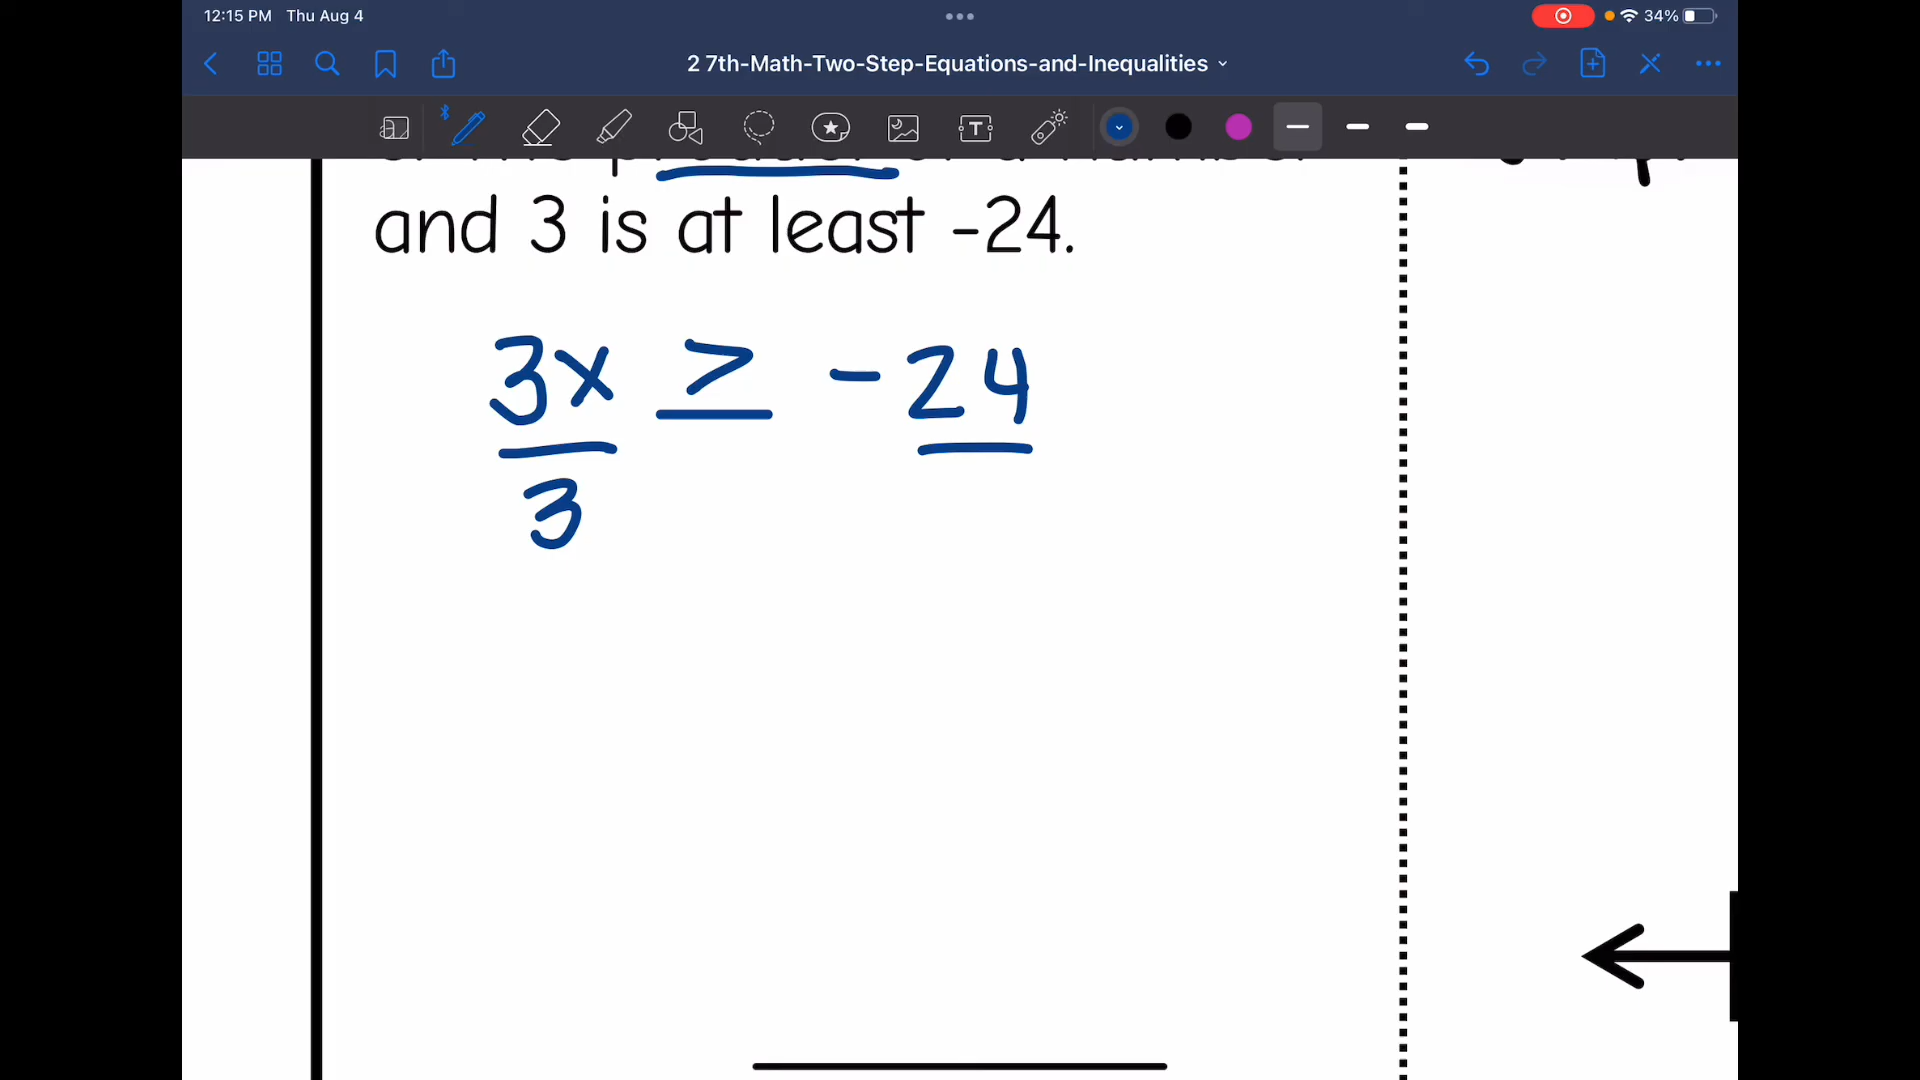 12:15 PM Thu Aug 4
34%
2 7th-Math-Two-Step-Equations-and-Inequalities
and 3 is at least -24.
3x ≥ -24
3